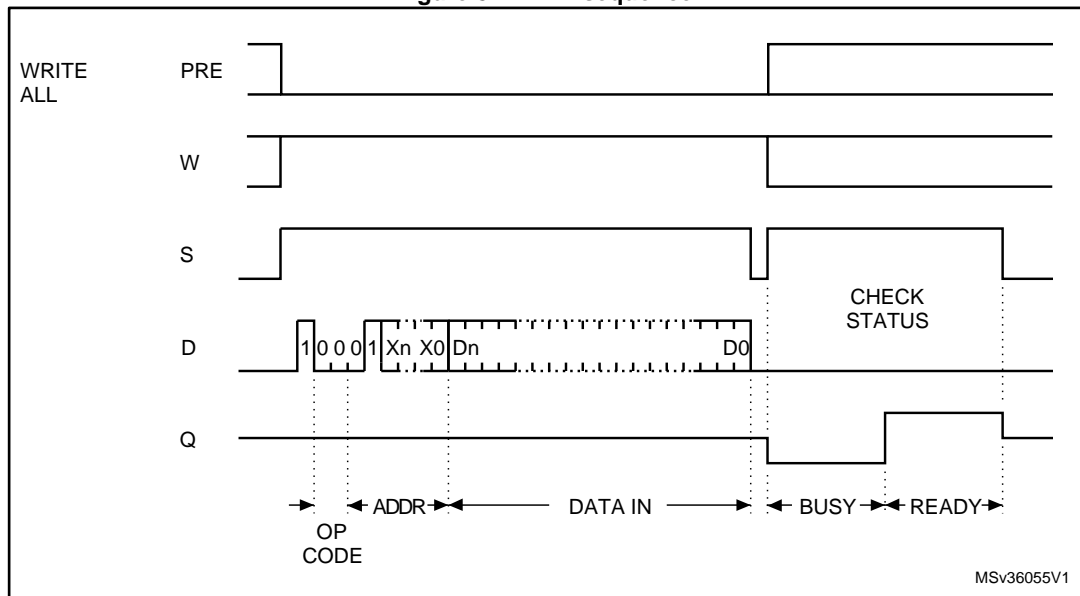 WRITE
ALL
PRE
W
S
CHECK
STATUS
D
1 0 0 0 1 Xn X0 Dn D0
Q
ADDR
DATA IN
BUSY
READY
OP
CODE
MSv36055V1